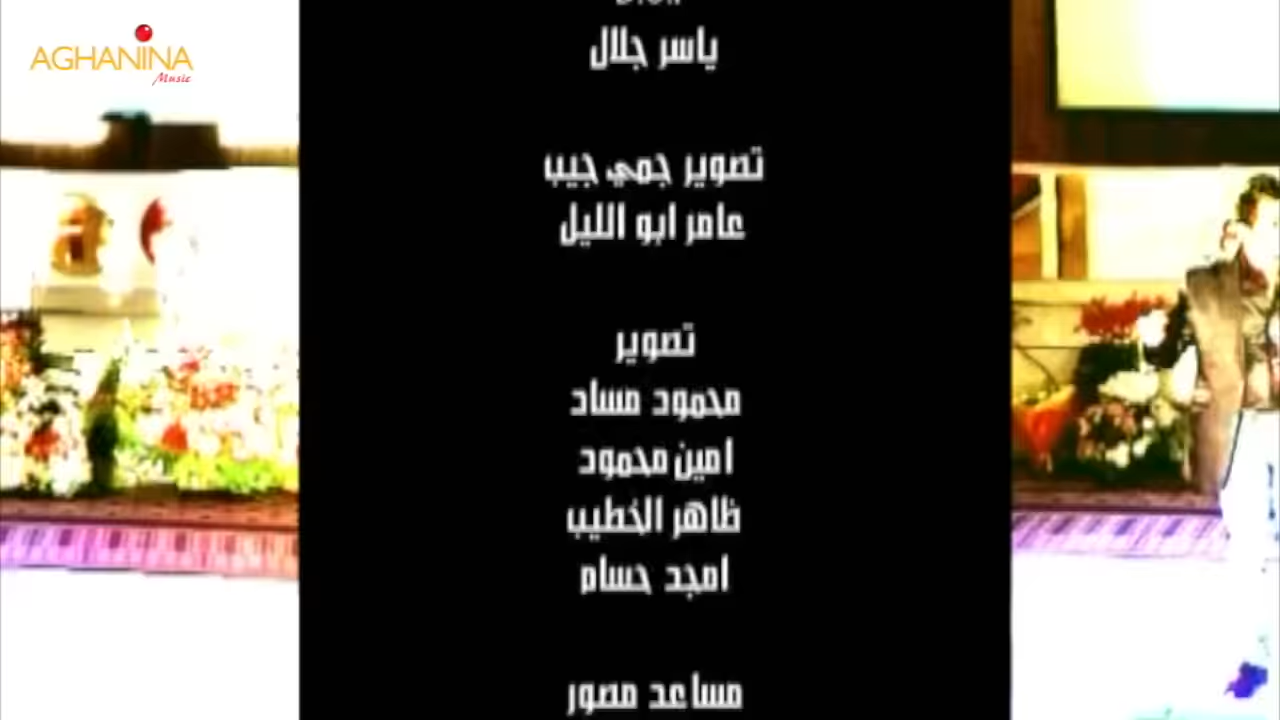 AGHANINA
Music
ياسر جلال
تصوير جمي جيب
عامر ابو الليل
تصوير
محمود مساد
امين محمود
ظاهر الخطيب
امجد حسام
مساعد مصور